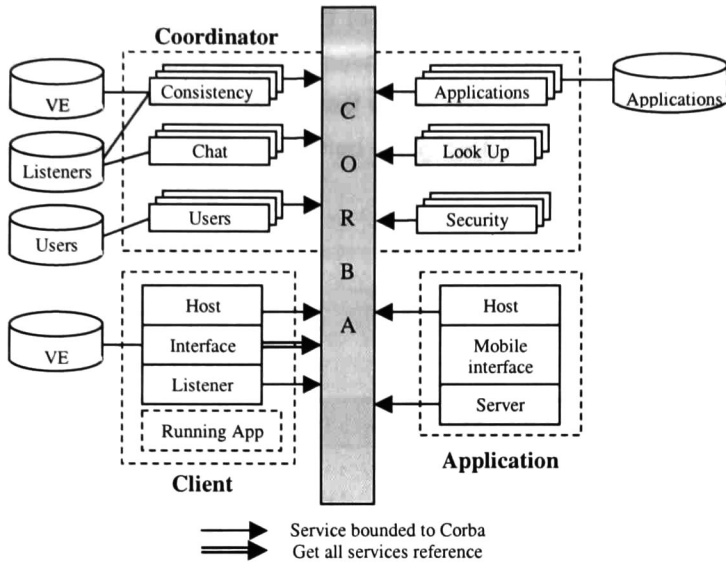 Coordinator
VE
Consistency
Applications
Applications
C
O
R
B
A
Listeners
Chat
Look Up
Users
Users
Security
Host
Host
VE
Interface
Mobile
interface
Listener
Server
Running App
Client
Application
Service bounded to Corba
Get all services reference